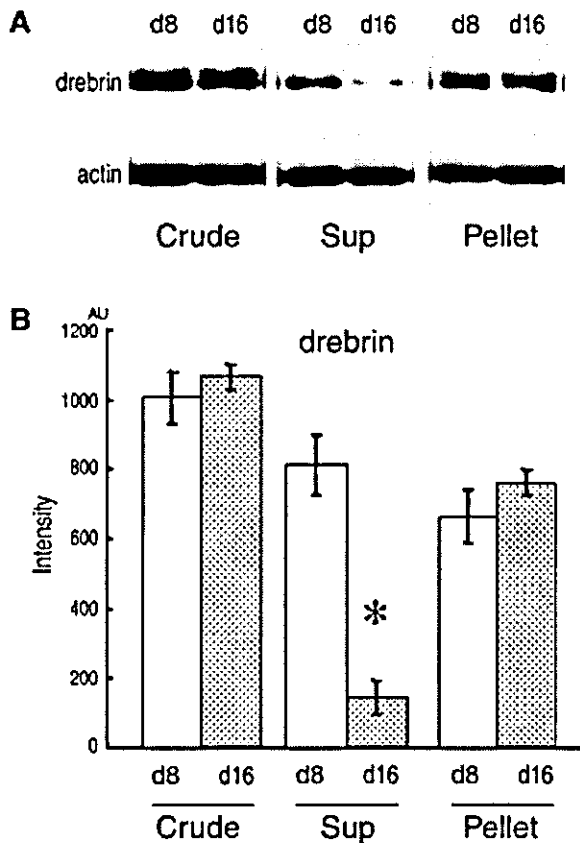 A
d8 d16 d8 d16 d8 d16
drebrin
actin
Crude Sup Pellet
B
AU
drebrin
1200
1000
800
600
400
200
0
Intensity
*
d8 d16 d8 d16 d8 d16
Crude Sup Pellet